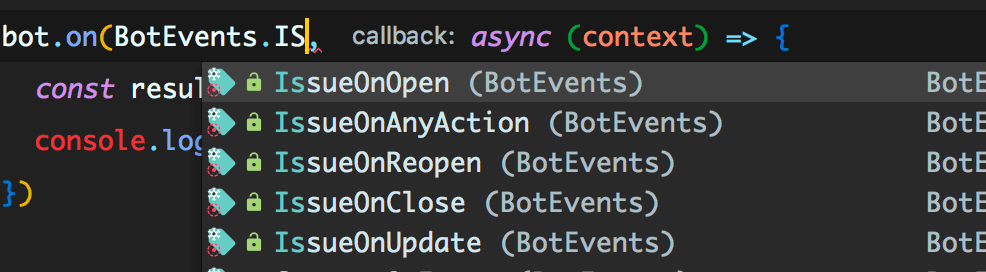 bot.on(BotEvents.IS, callback: async (context) => {
IssueOnOpen (BotEvents) BotE
const resul
IssueOnAnyAction (BotEvents) BotE
console.log
IssueOnReopen (BotEvents) BotE
})
IssueOnClose (BotEvents) BotE
IssueOnUpdate (BotEvents) BotE